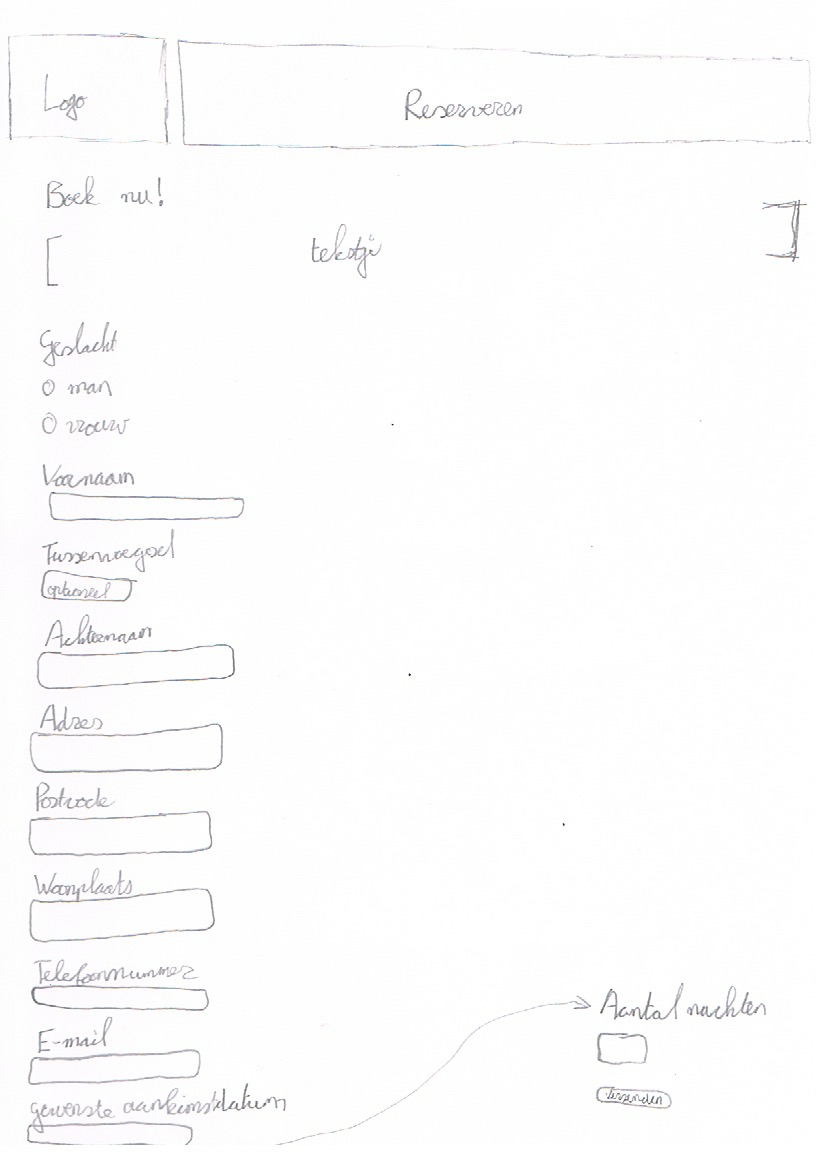 Logo
Reserveren
Boek nu!
tekstje
Geslacht
O man
O vrouw
Voornaam
Tussenvoegsel
optioneel
Achternaam
Adres
Postcode
Woonplaats
Telefoonnummer
E-mail
gewenste aankomstdatum
Aantal nachten
Verzenden